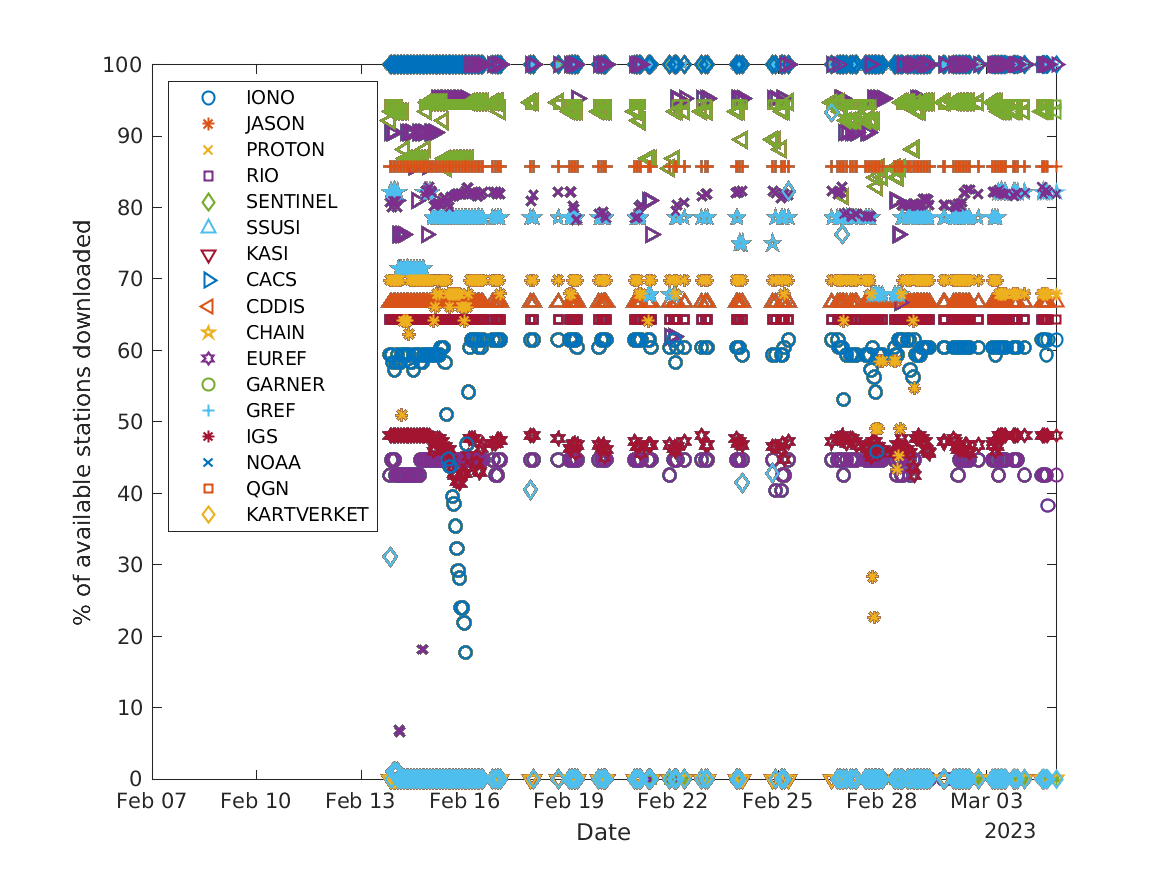 100
90
80
70
60
50
40
30
20
10
0
% of available stations downloaded
IONO
JASON
PROTON
RIO
SENTINEL
SSUSI
KASI
CACS
CDDIS
CHAIN
EUREF
GARNER
GREF
IGS
NOAA
QGN
KARTVERKET
Feb 07 Feb 10 Feb 13 Feb 16 Feb 19 Feb 22 Feb 25 Feb 28 Mar 03
Date
2023